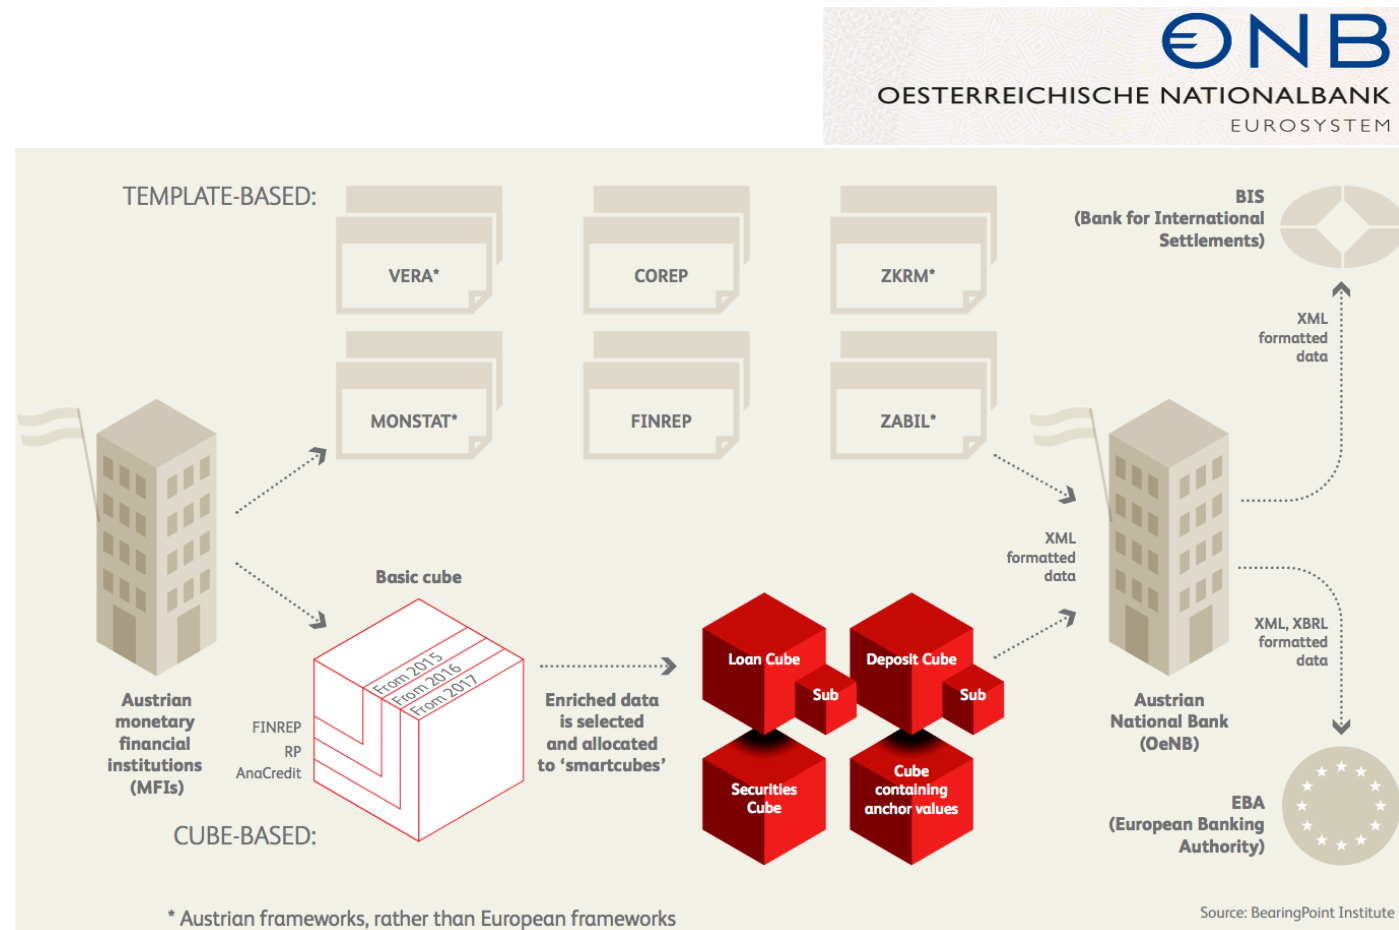 €NB
OESTERREICHISCHE NATIONALBANK
EUROSYSTEM
TEMPLATE-BASED:
VERA*
COREP
ZKRM*
MONSTAT*
FINREP
ZABIL*
BIS
(Bank for International
Settlements)
XML
formatted
data
XML
formatted
data
Basic cube
From 2015
From 2016
From 2017
FINREP
RP
AnaCredit
Austrian
monetary
financial
institutions
(MFIs)
CUBE-BASED:
Enriched data
is selected
and allocated
to ‘smartcubes’
Loan Cube
Sub
Deposit Cube
Sub
Securities
Cube
Cube
containing
anchor values
XML, XBRL
formatted
data
Austrian
National Bank
(OeNB)
EBA
(European Banking
Authority)
* Austrian frameworks, rather than European frameworks
Source: BearingPoint Institute